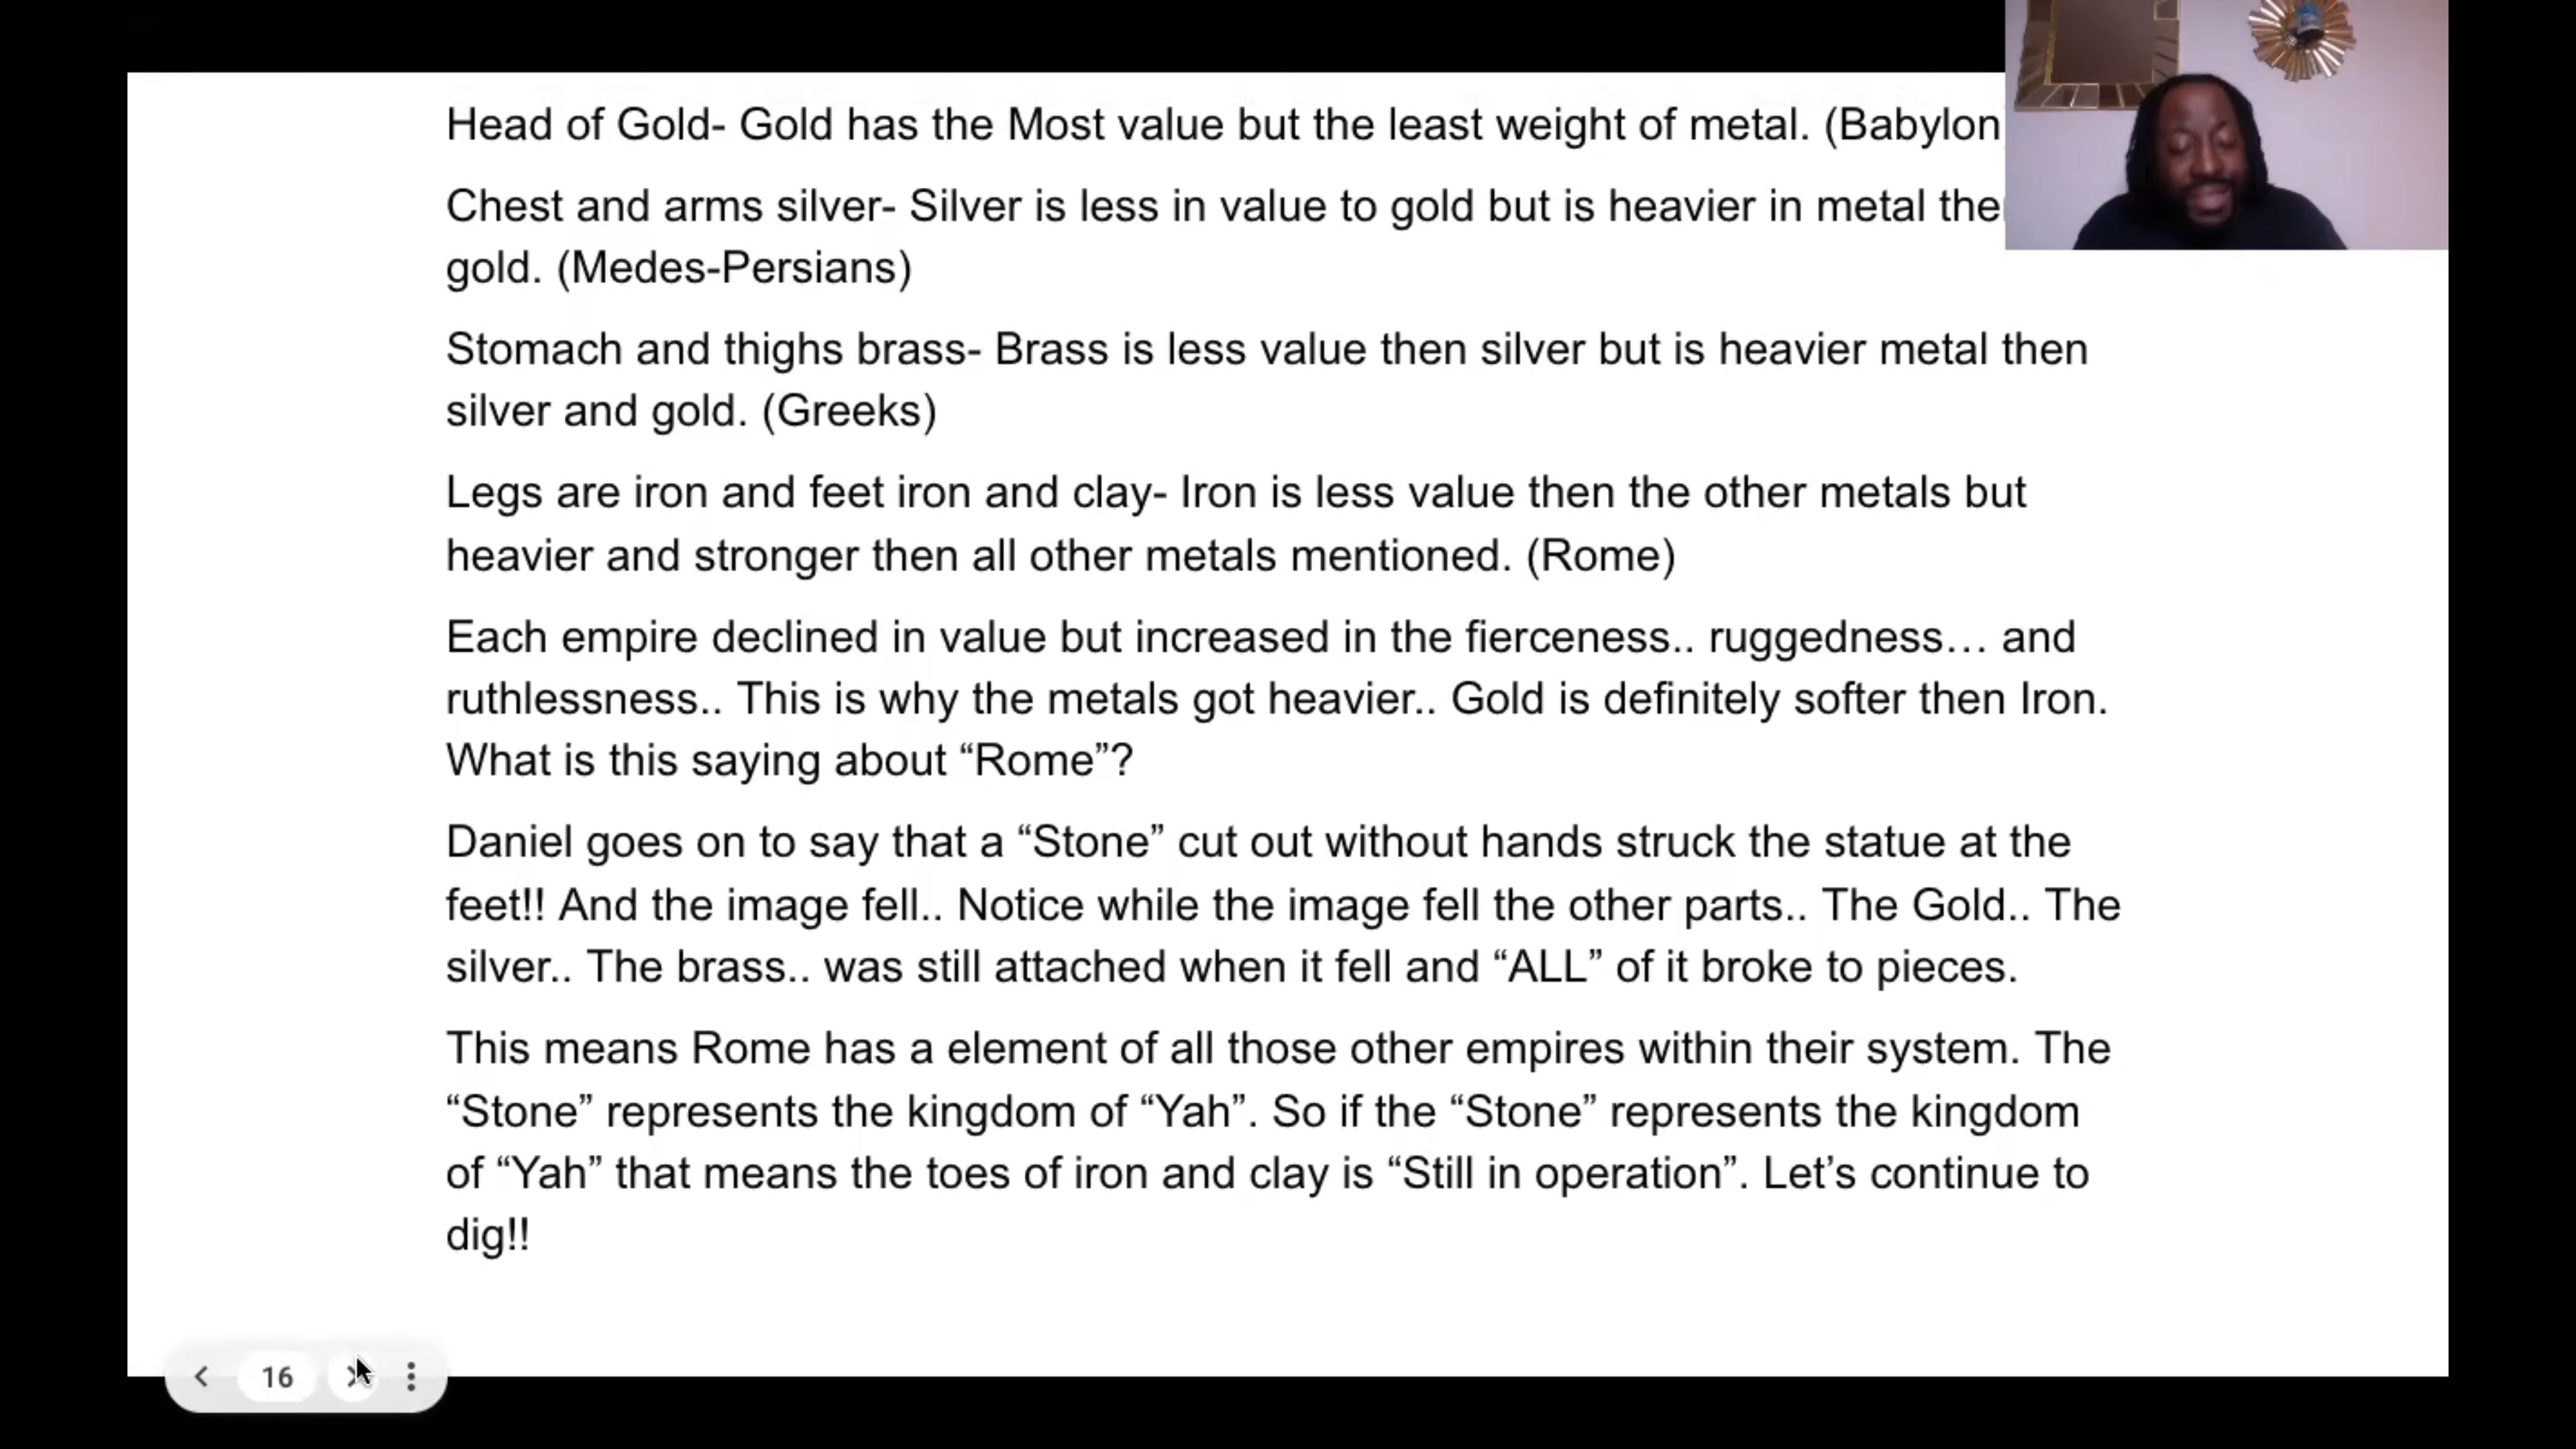 Head of Gold- Gold has the Most value but the least weight of metal. (Babylon
Chest and arms silver- Silver is less in value to gold but is heavier in metal
gold. (Medes-Persians)
Stomach and thighs brass- Brass is less value then silver but is heavier metal then
silver and gold. (Greeks)
Legs are iron and feet iron and clay- Iron is less value then the other metals but
heavier and stronger then all other metals mentioned. (Rome)
Each empire declined in value but increased in the fierceness.. ruggedness… and
ruthlessness.. This is why the metals got heavier.. Gold is definitely softer then Iron.
What is this saying about “Rome”?
Daniel goes on to say that a “Stone” cut out without hands struck the statue at the
feet!! And the image fell.. Notice while the image fell the other parts.. The Gold.. The
silver.. The brass.. was still attached when it fell and “ALL” of it broke to pieces.
This means Rome has a element of all those other empires within their system. The
“Stone” represents the kingdom of “Yah”. So if the “Stone” represents the kingdom
of “Yah” that means the toes of iron and clay is “Still in operation”. Let’s continue to
dig!!
16